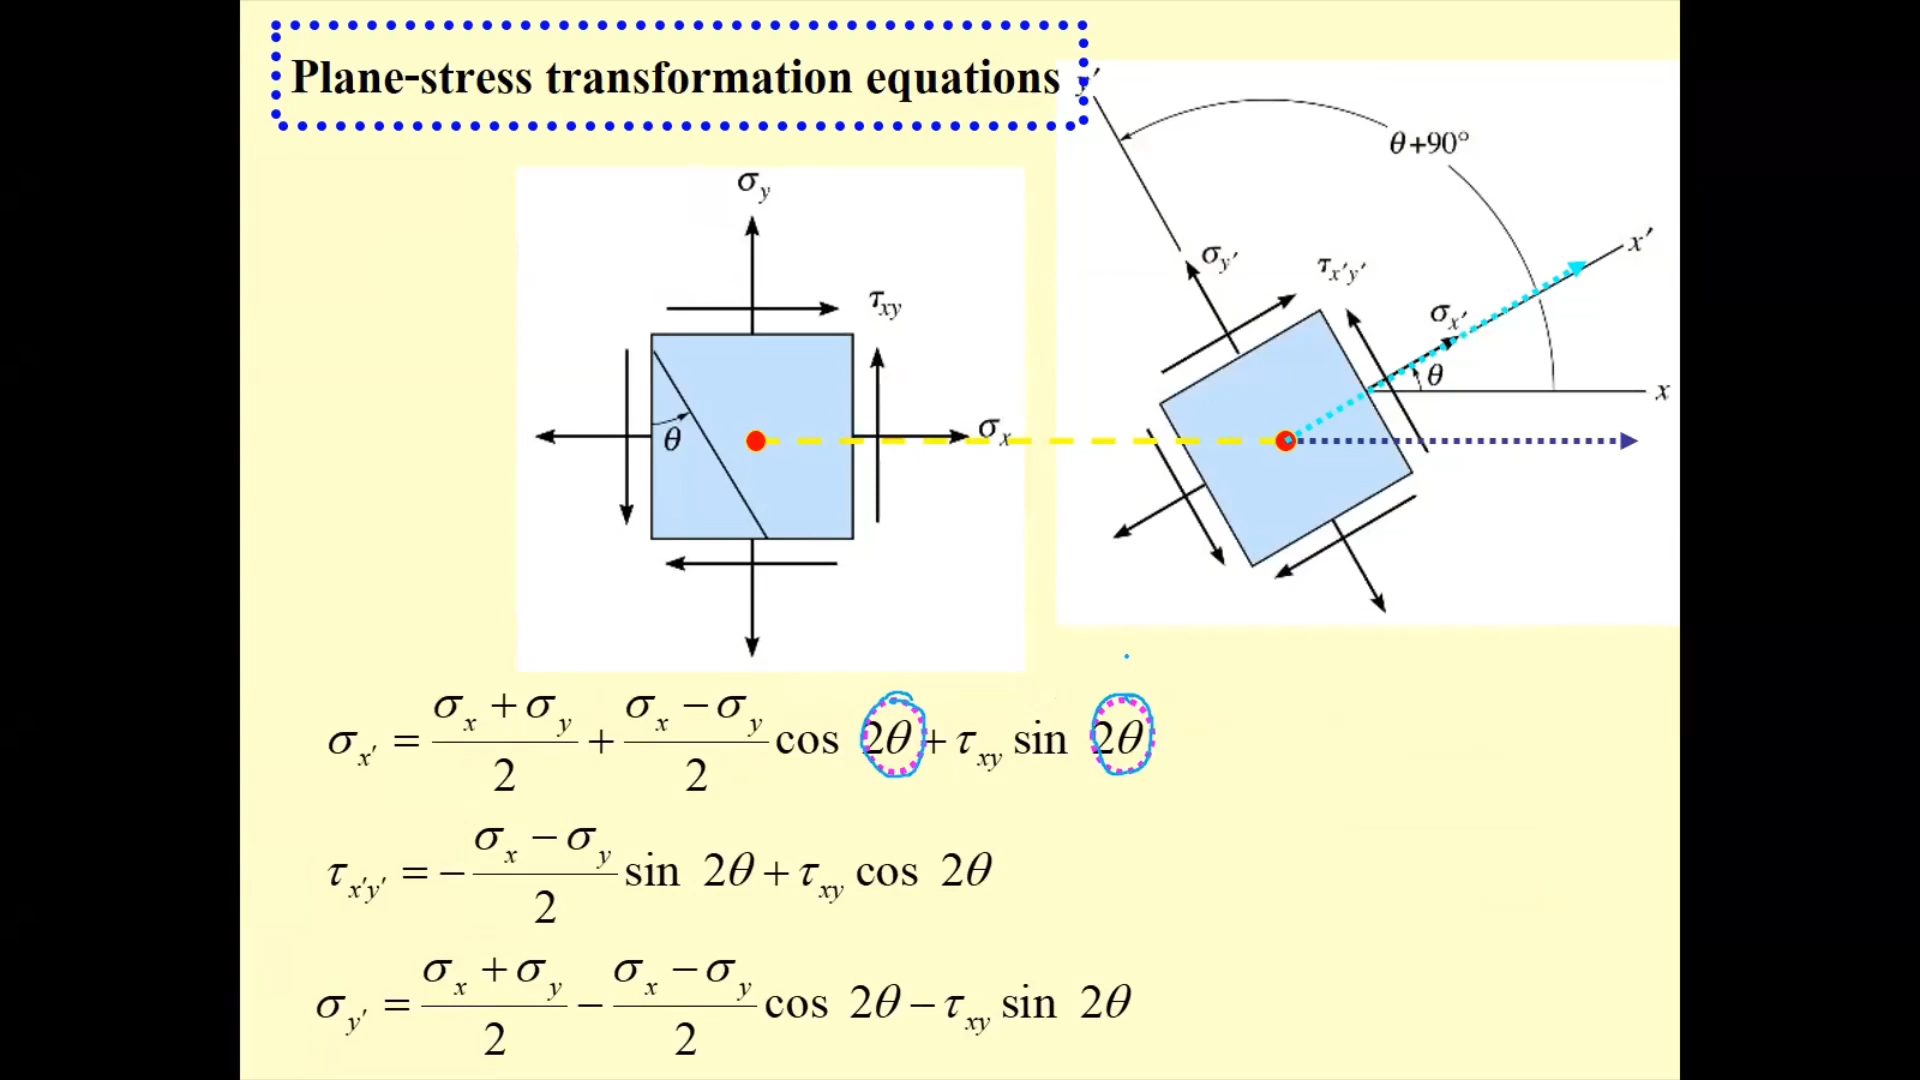 Plane-stress transformation equations
y′
θ+90°
σy
x′
σy′
τx′y′
τxy
σx′
θ
x
θ
σx
σx′ = (σx + σy)/2 + (σx − σy)/2 cos 2θ + τxy sin 2θ
τx′y′ = − (σx − σy)/2 sin 2θ + τxy cos 2θ
σy′ = (σx + σy)/2 − (σx − σy)/2 cos 2θ − τxy sin 2θ